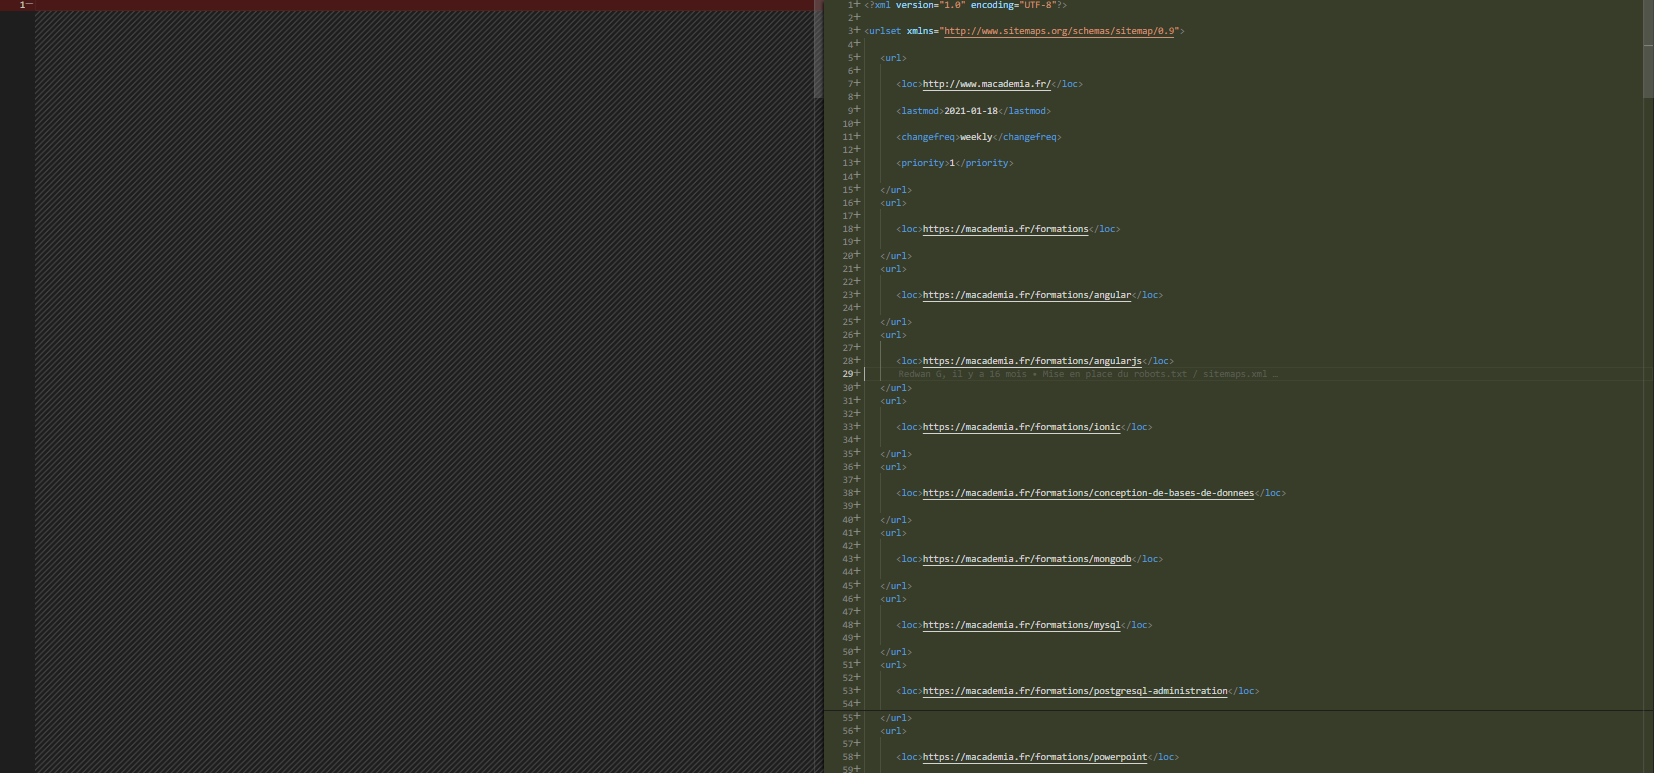 1−
1+ <?xml version="1.0" encoding="UTF-8"?>
2+
3+ <urlset xmlns="http://www.sitemaps.org/schemas/sitemap/0.9">
4+
5+ <url>
6+
7+ <loc>http://www.macademia.fr/</loc>
8+
9+ <lastmod>2021-01-18</lastmod>
10+
11+ <changefreq>weekly</changefreq>
12+
13+ <priority>1</priority>
14+
15+ </url>
16+ <url>
17+
18+ <loc>https://macademia.fr/formations</loc>
19+
20+ </url>
21+ <url>
22+
23+ <loc>https://macademia.fr/formations/angular</loc>
24+
25+ </url>
26+ <url>
27+
28+ <loc>https://macademia.fr/formations/angularjs</loc>
29+ Redwan G, il y a 16 mois • Mise en place du robots.txt / sitemaps.xml …
30+ </url>
31+ <url>
32+
33+ <loc>https://macademia.fr/formations/ionic</loc>
34+
35+ </url>
36+ <url>
37+
38+ <loc>https://macademia.fr/formations/conception-de-bases-de-donnees</loc>
39+
40+ </url>
41+ <url>
42+
43+ <loc>https://macademia.fr/formations/mongodb</loc>
44+
45+ </url>
46+ <url>
47+
48+ <loc>https://macademia.fr/formations/mysql</loc>
49+
50+ </url>
51+ <url>
52+
53+ <loc>https://macademia.fr/formations/postgresql-administration</loc>
54+
55+ </url>
56+ <url>
57+
58+ <loc>https://macademia.fr/formations/powerpoint</loc>
59+